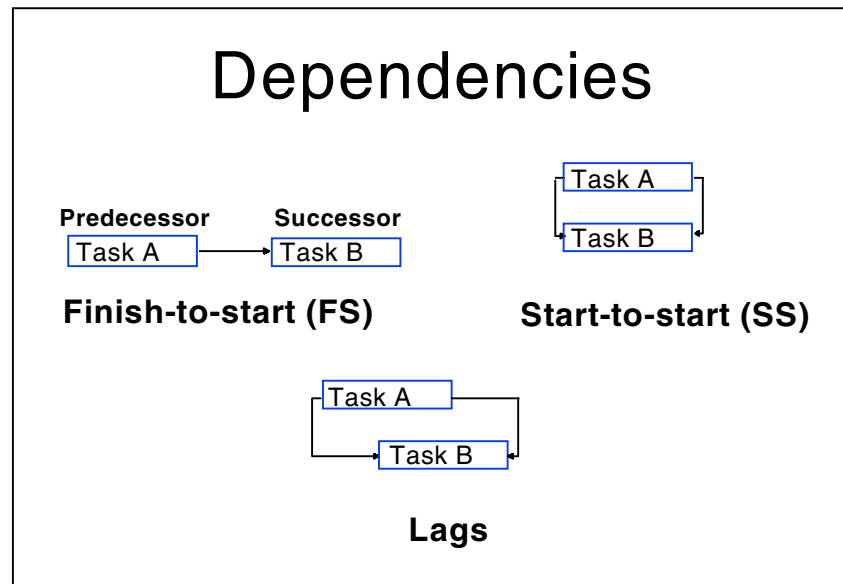 Dependencies
Predecessor Successor
Task A Task B
Finish-to-start (FS)
Task A
Task B
Start-to-start (SS)
Task A
Task B
Lags